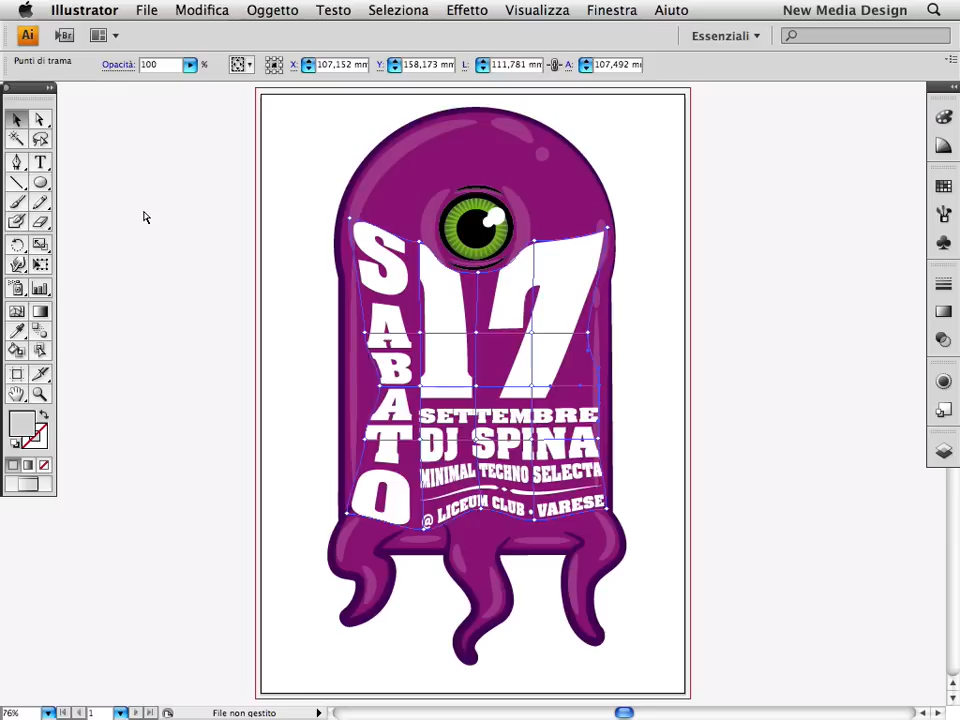 Illustrator File Modifica Oggetto Testo Seleziona Effetto Visualizza Finestra Aiuto New Media Design
Ai Br Essenziali
Punti di trama Opacità: 100 % X: 107,152 mm Y: 158,173 mm L: 111,781 mm A: 107,492 m
T
SABATO
17
SETTEMBRE
DJ SPINA
MINIMAL TECHNO SELECTA
@ LICEUM CLUB • VARESE
76% 1 File non gestito